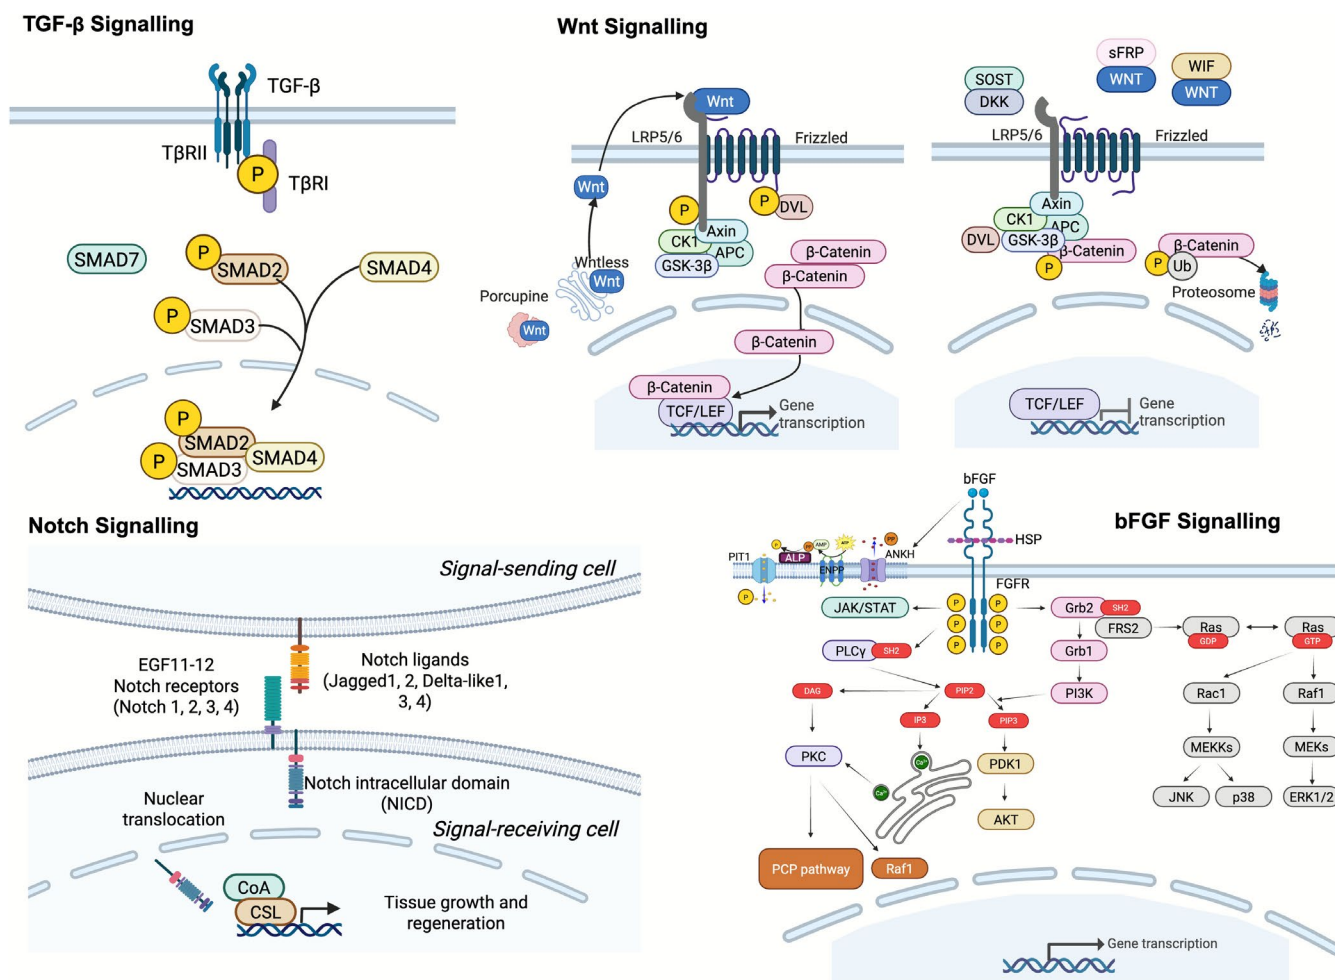 TGF-β Signalling
TGF-β
TβRII
P
TβRI
SMAD7
P
SMAD2
SMAD4
P
SMAD3
P
SMAD2
P
SMAD3
SMAD4
Wnt Signalling
Wnt
LRP5/6
Frizzled
Wnt
P
P
DVL
Axin
CK1
APC
GSK-3β
β-Catenin
β-Catenin
Wntless
Wnt
Porcupine
Wnt
β-Catenin
β-Catenin
TCF/LEF
Gene
transcription
sFRP
WNT
WIF
WNT
SOST
DKK
LRP5/6
Frizzled
Axin
CK1
APC
DVL
GSK-3β
β-Catenin
P
β-Catenin
P
Ub
Proteosome
TCF/LEF
Gene
transcription
Notch Signalling
Signal-sending cell
EGF11-12
Notch receptors
(Notch 1, 2, 3, 4)
Notch ligands
(Jagged1, 2, Delta-like1,
3, 4)
Notch intracellular domain
(NICD)
Nuclear
translocation
Signal-receiving cell
CoA
CSL
Tissue growth and
regeneration
bFGF Signalling
bFGF
HSP
PIT1
P
P
ALP
PP
AMP
ATP
ENPP
PP
ANKH
FGFR
JAK/STAT
P
P
P
P
P
P
Grb2
SH2
FRS2
Ras
GDP
Ras
GTP
PLCγ
SH2
Grb1
DAG
PIP2
PI3K
Rac1
Raf1
IP3
PIP3
PKC
Ca²⁺
PDK1
MEKKs
MEKs
Ca²⁺
AKT
JNK
p38
ERK1/2
PCP pathway
Raf1
Gene transcription